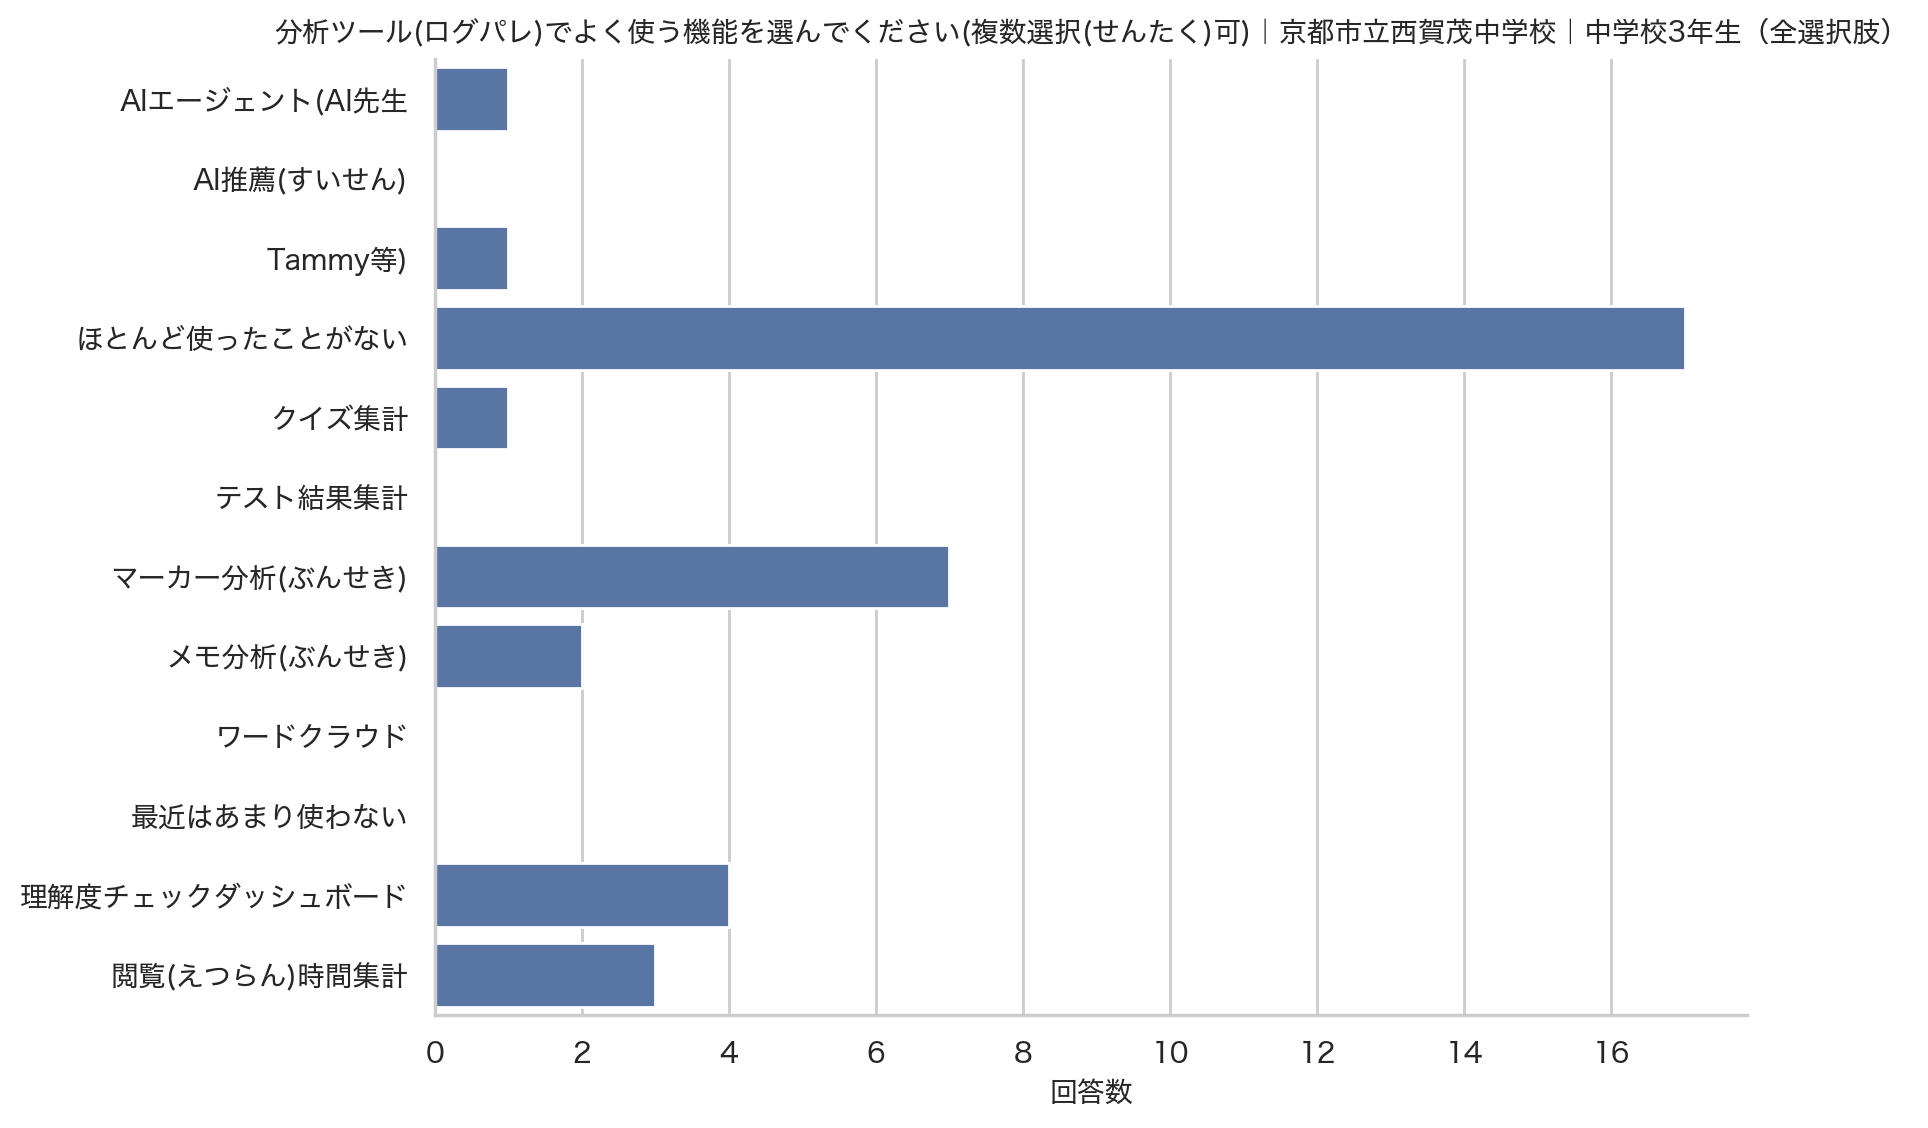 分析ツール(ログパレ)でよく使う機能を選んでください(複数選択(せんたく)可)｜京都市立西賀茂中学校｜中学校3年生（全選択肢）
AIエージェント(AI先生
AI推薦(すいせん)
Tammy等)
ほとんど使ったことがない
クイズ集計
テスト結果集計
マーカー分析(ぶんせき)
メモ分析(ぶんせき)
ワードクラウド
最近はあまり使わない
理解度チェックダッシュボード
閲覧(えつらん)時間集計
0 2 4 6 8 10 12 14 16
回答数